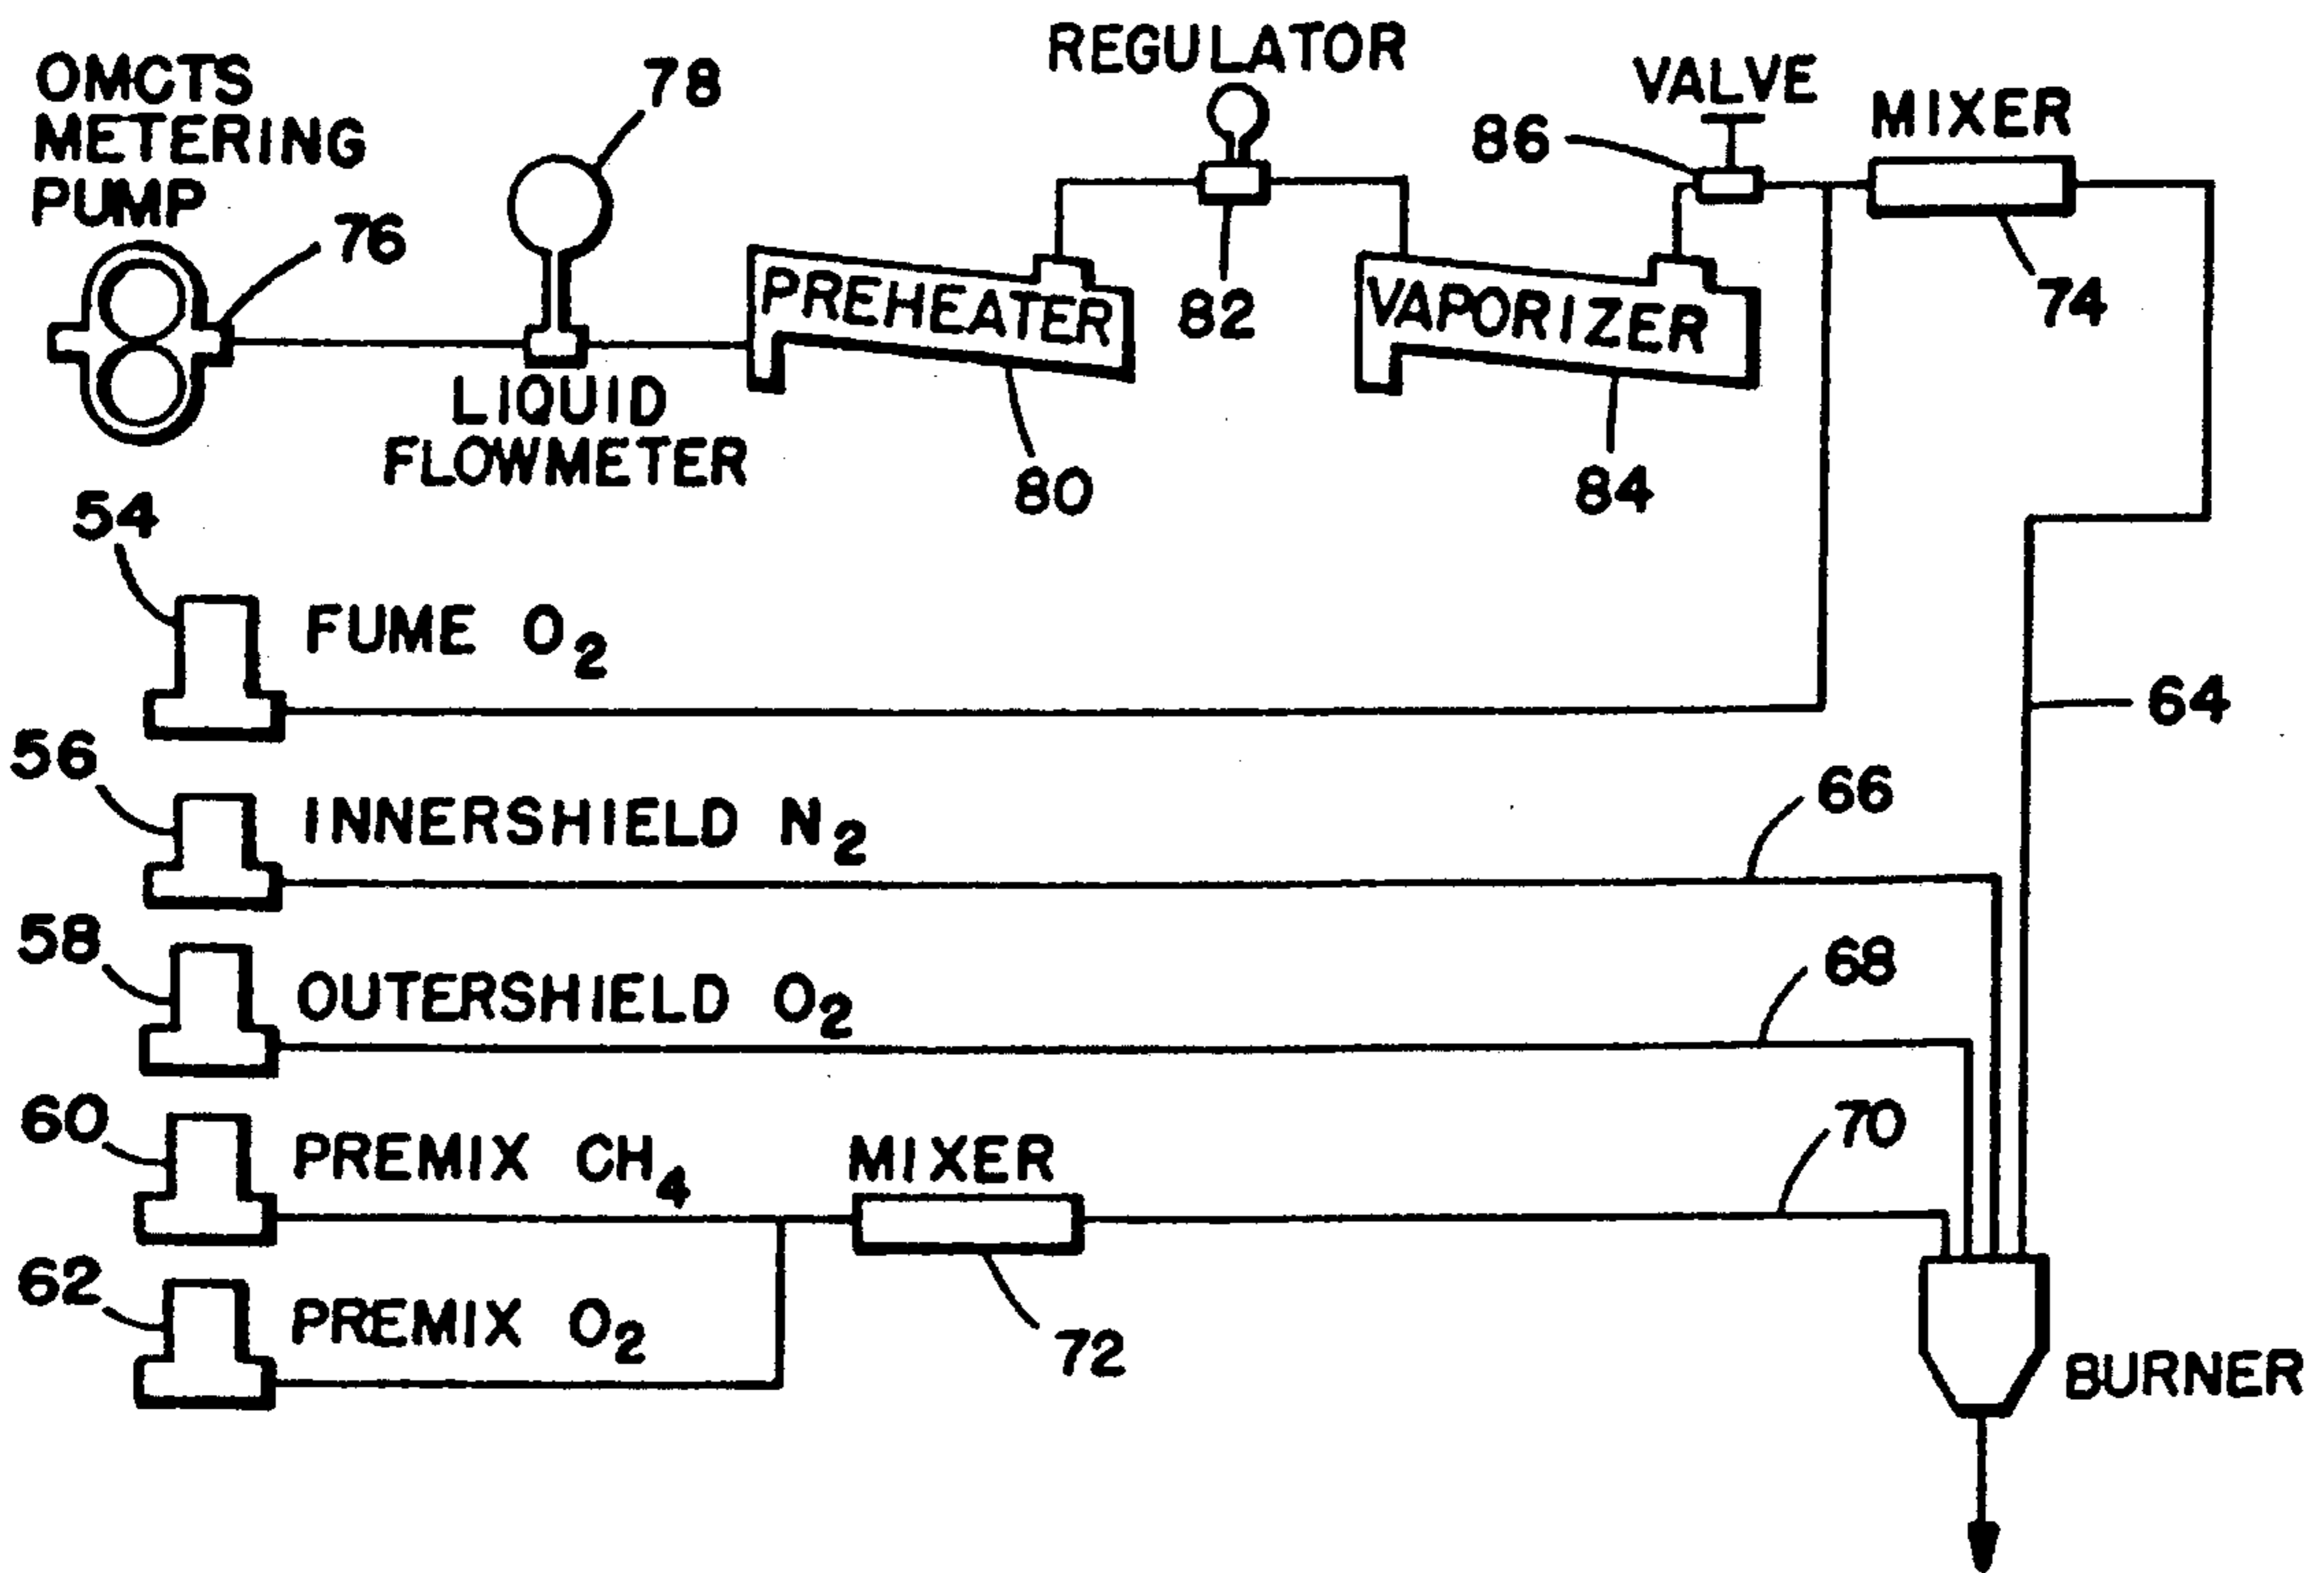 OMCTS
METERING
PUMP
76
78
LIQUID
FLOWMETER
PREHEATER
80
REGULATOR
82
VAPORIZER
84
VALVE
86
MIXER
74
54
FUME O₂
64
56
INNERSHIELD N₂
66
58
OUTERSHIELD O₂
68
60
PREMIX CH₄
MIXER
70
62
PREMIX O₂
72
BURNER